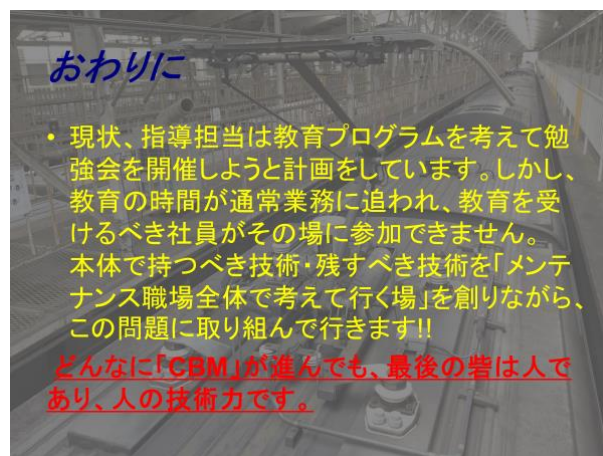 おわりに
• 現状、指導担当は教育プログラムを考えて勉
強会を開催しようと計画をしています。しかし、
教育の時間が通常業務に追われ、教育を受
けるべき社員がその場に参加できません。
本体で持つべき技術・残すべき技術を「メンテ
ナンス職場全体で考えて行く場」を創りながら、
この問題に取り組んで行きます!!
どんなに「CBM」が進んでも、最後の砦は人で
あり、人の技術力です。